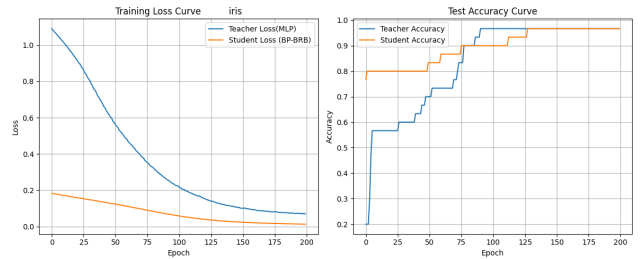 Training Loss Curve iris
Teacher Loss(MLP)
Student Loss (BP-BRB)
Loss
1.0
0.8
0.6
0.4
0.2
0.0
0 25 50 75 100 125 150 175 200
Epoch
Test Accuracy Curve
Teacher Accuracy
Student Accuracy
Accuracy
1.0
0.9
0.8
0.7
0.6
0.5
0.4
0.3
0.2
0 25 50 75 100 125 150 175 200
Epoch